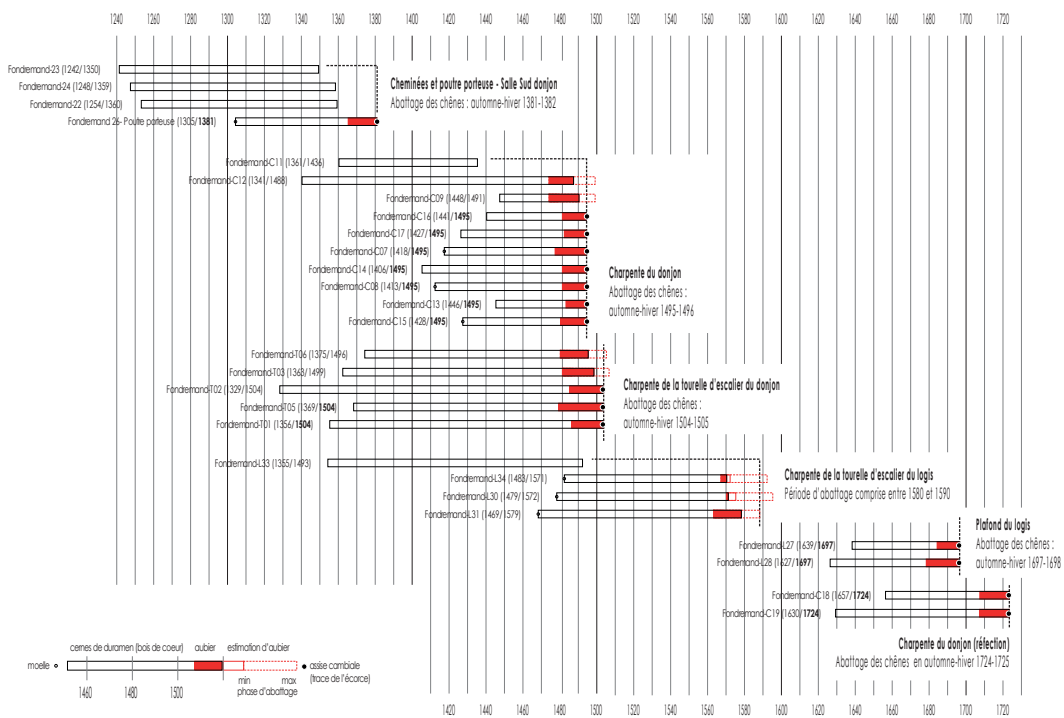 1240 1260 1280 1300 1320 1340 1360 1380 1400 1420 1440 1460 1480 1500 1520 1540 1560 1580 1600 1620 1640 1660 1680 1700 1720
Fondremand-23 (1242/1350)
Fondremand-24 (1248/1359)
Fondremand-22 (1254/1360)
Fondremand 26- Poutre porteuse (1305/1381)
Cheminées et poutre porteuse - Salle Sud donjon
Abattage des chênes : automne-hiver 1381-1382
Fondremand-C11 (1361/1436)
Fondremand-C12 (1341/1488)
Fondremand-C09 (1448/1491)
Fondremand-C16 (1441/1495)
Fondremand-C17 (1427/1495)
Fondremand-C07 (1418/1495)
Fondremand-C14 (1406/1495)
Fondremand-C08 (1413/1495)
Fondremand-C13 (1446/1495)
Fondremand-C15 (1428/1495)
Charpente du donjon
Abattage des chênes :
automne-hiver 1495-1496
Fondremand-T06 (1375/1496)
Fondremand-T03 (1363/1499)
Fondremand-T02 (1329/1504)
Fondremand-T05 (1369/1504)
Fondremand-T01 (1356/1504)
Charpente de la tourelle d'escalier du donjon
Abattage des chênes :
automne-hiver 1504-1505
Fondremand-L33 (1355/1493)
Fondremand-L34 (1483/1571)
Fondremand-L30 (1479/1572)
Fondremand-L31 (1469/1579)
Charpente de la tourelle d'escalier du logis
Période d'abattage comprise entre 1580 et 1590
Fondremand-L27 (1639/1697)
Fondremand-L28 (1627/1697)
Plafond du logis
Abattage des chênes :
automne-hiver 1697-1698
Fondremand-C18 (1657/1724)
Fondremand-C19 (1630/1724)
Charpente du donjon (réfection)
Abattage des chênes en automne-hiver 1724-1725
cernes de duramen (bois de coeur) aubier estimation d'aubier
moelle
assise cambiale
(trace de l'écorce)
1460 1480 1500
min max
phase d'abattage
1420 1440 1460 1480 1500 1520 1540 1560 1580 1600 1620 1640 1660 1680 1700 1720